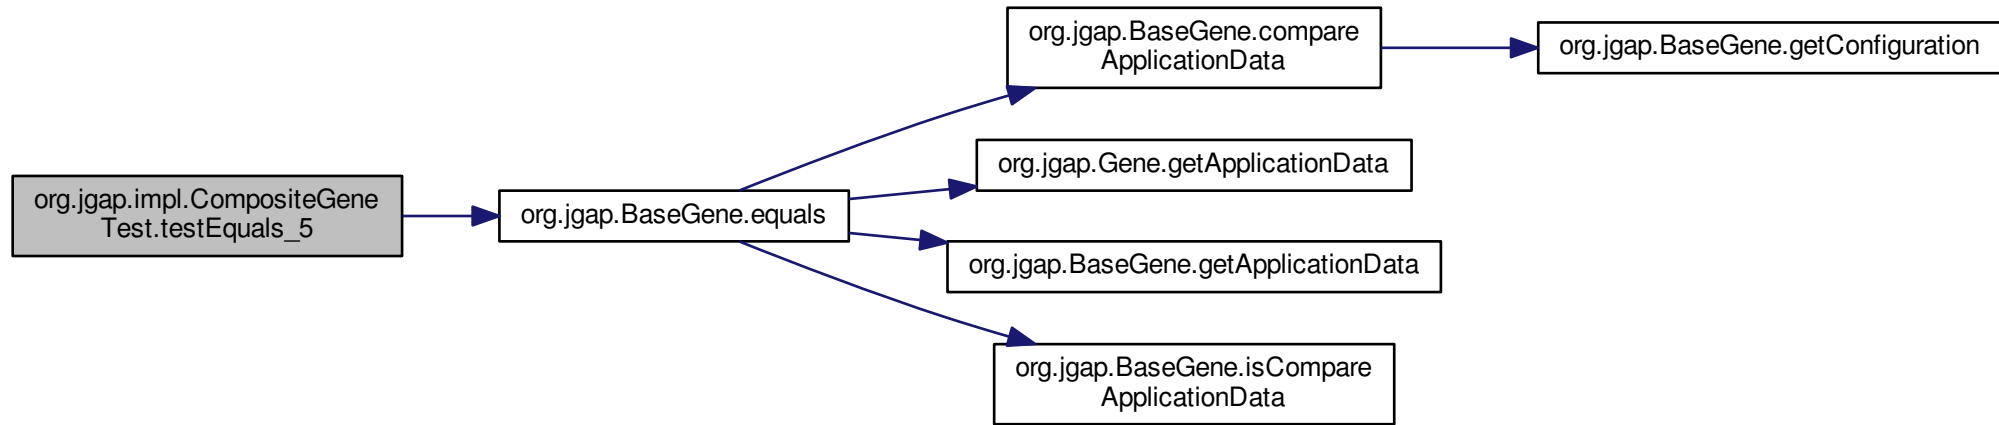 org.jgap.impl.CompositeGene
Test.testEquals_5
org.jgap.BaseGene.equals
org.jgap.BaseGene.compare
ApplicationData
org.jgap.BaseGene.getConfiguration
org.jgap.Gene.getApplicationData
org.jgap.BaseGene.getApplicationData
org.jgap.BaseGene.isCompare
ApplicationData